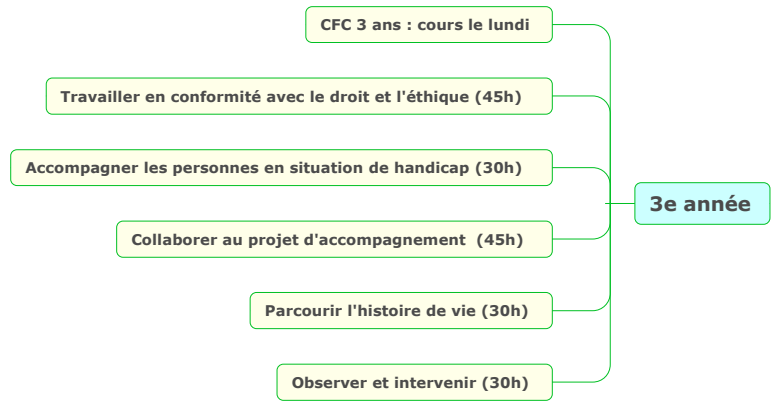 CFC 3 ans : cours le lundi
Travailler en conformité avec le droit et l'éthique (45h)
Accompagner les personnes en situation de handicap (30h)
3e année
Collaborer au projet d'accompagnement  (45h)
Parcourir l'histoire de vie (30h)
Observer et intervenir (30h)